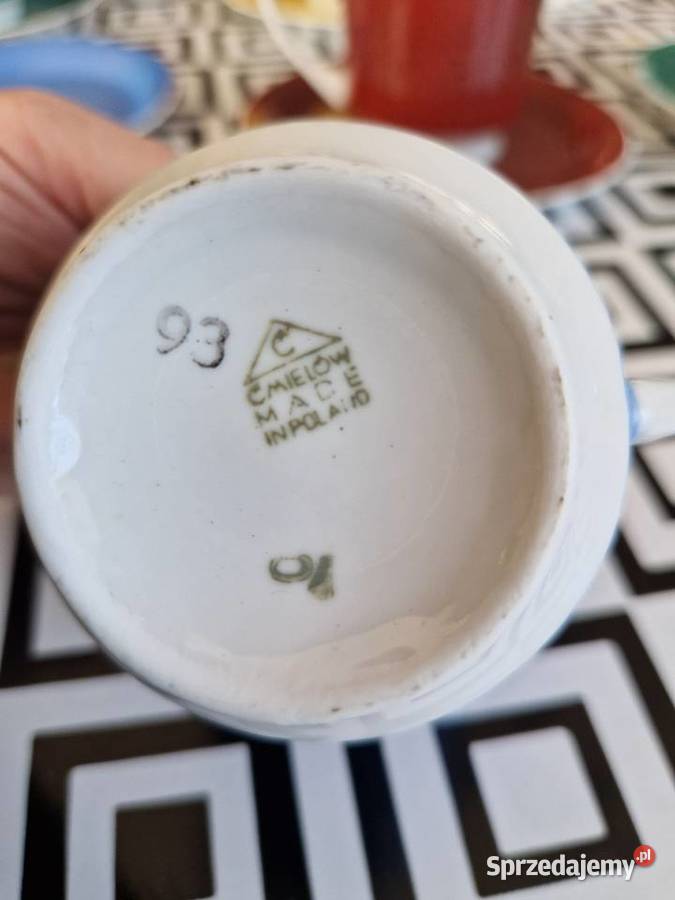 93
C
ĆMIELÓW
MADE
IN POLAND
Sprzedajemy.pl